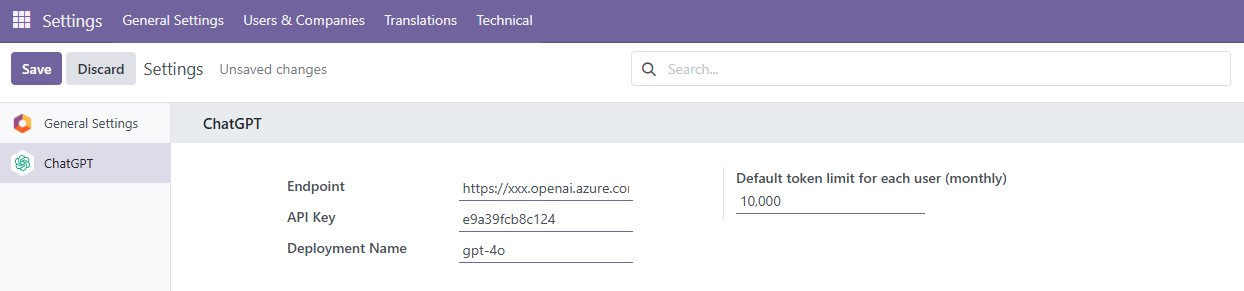 Settings General Settings Users & Companies Translations Technical
Save Discard Settings Unsaved changes Search...
General Settings
ChatGPT
ChatGPT
Endpoint https://xxx.openai.azure.co
API Key e9a39fcb8c124
Deployment Name gpt-4o
Default token limit for each user (monthly)
10,000